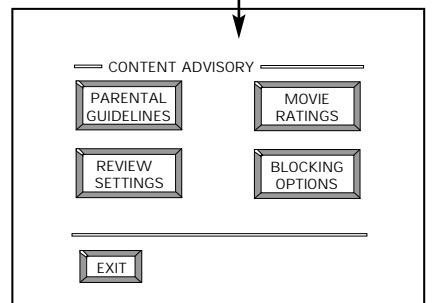 CONTENT ADVISORY
PARENTAL
GUIDELINES
MOVIE
RATINGS
REVIEW
SETTINGS
BLOCKING
OPTIONS
EXIT